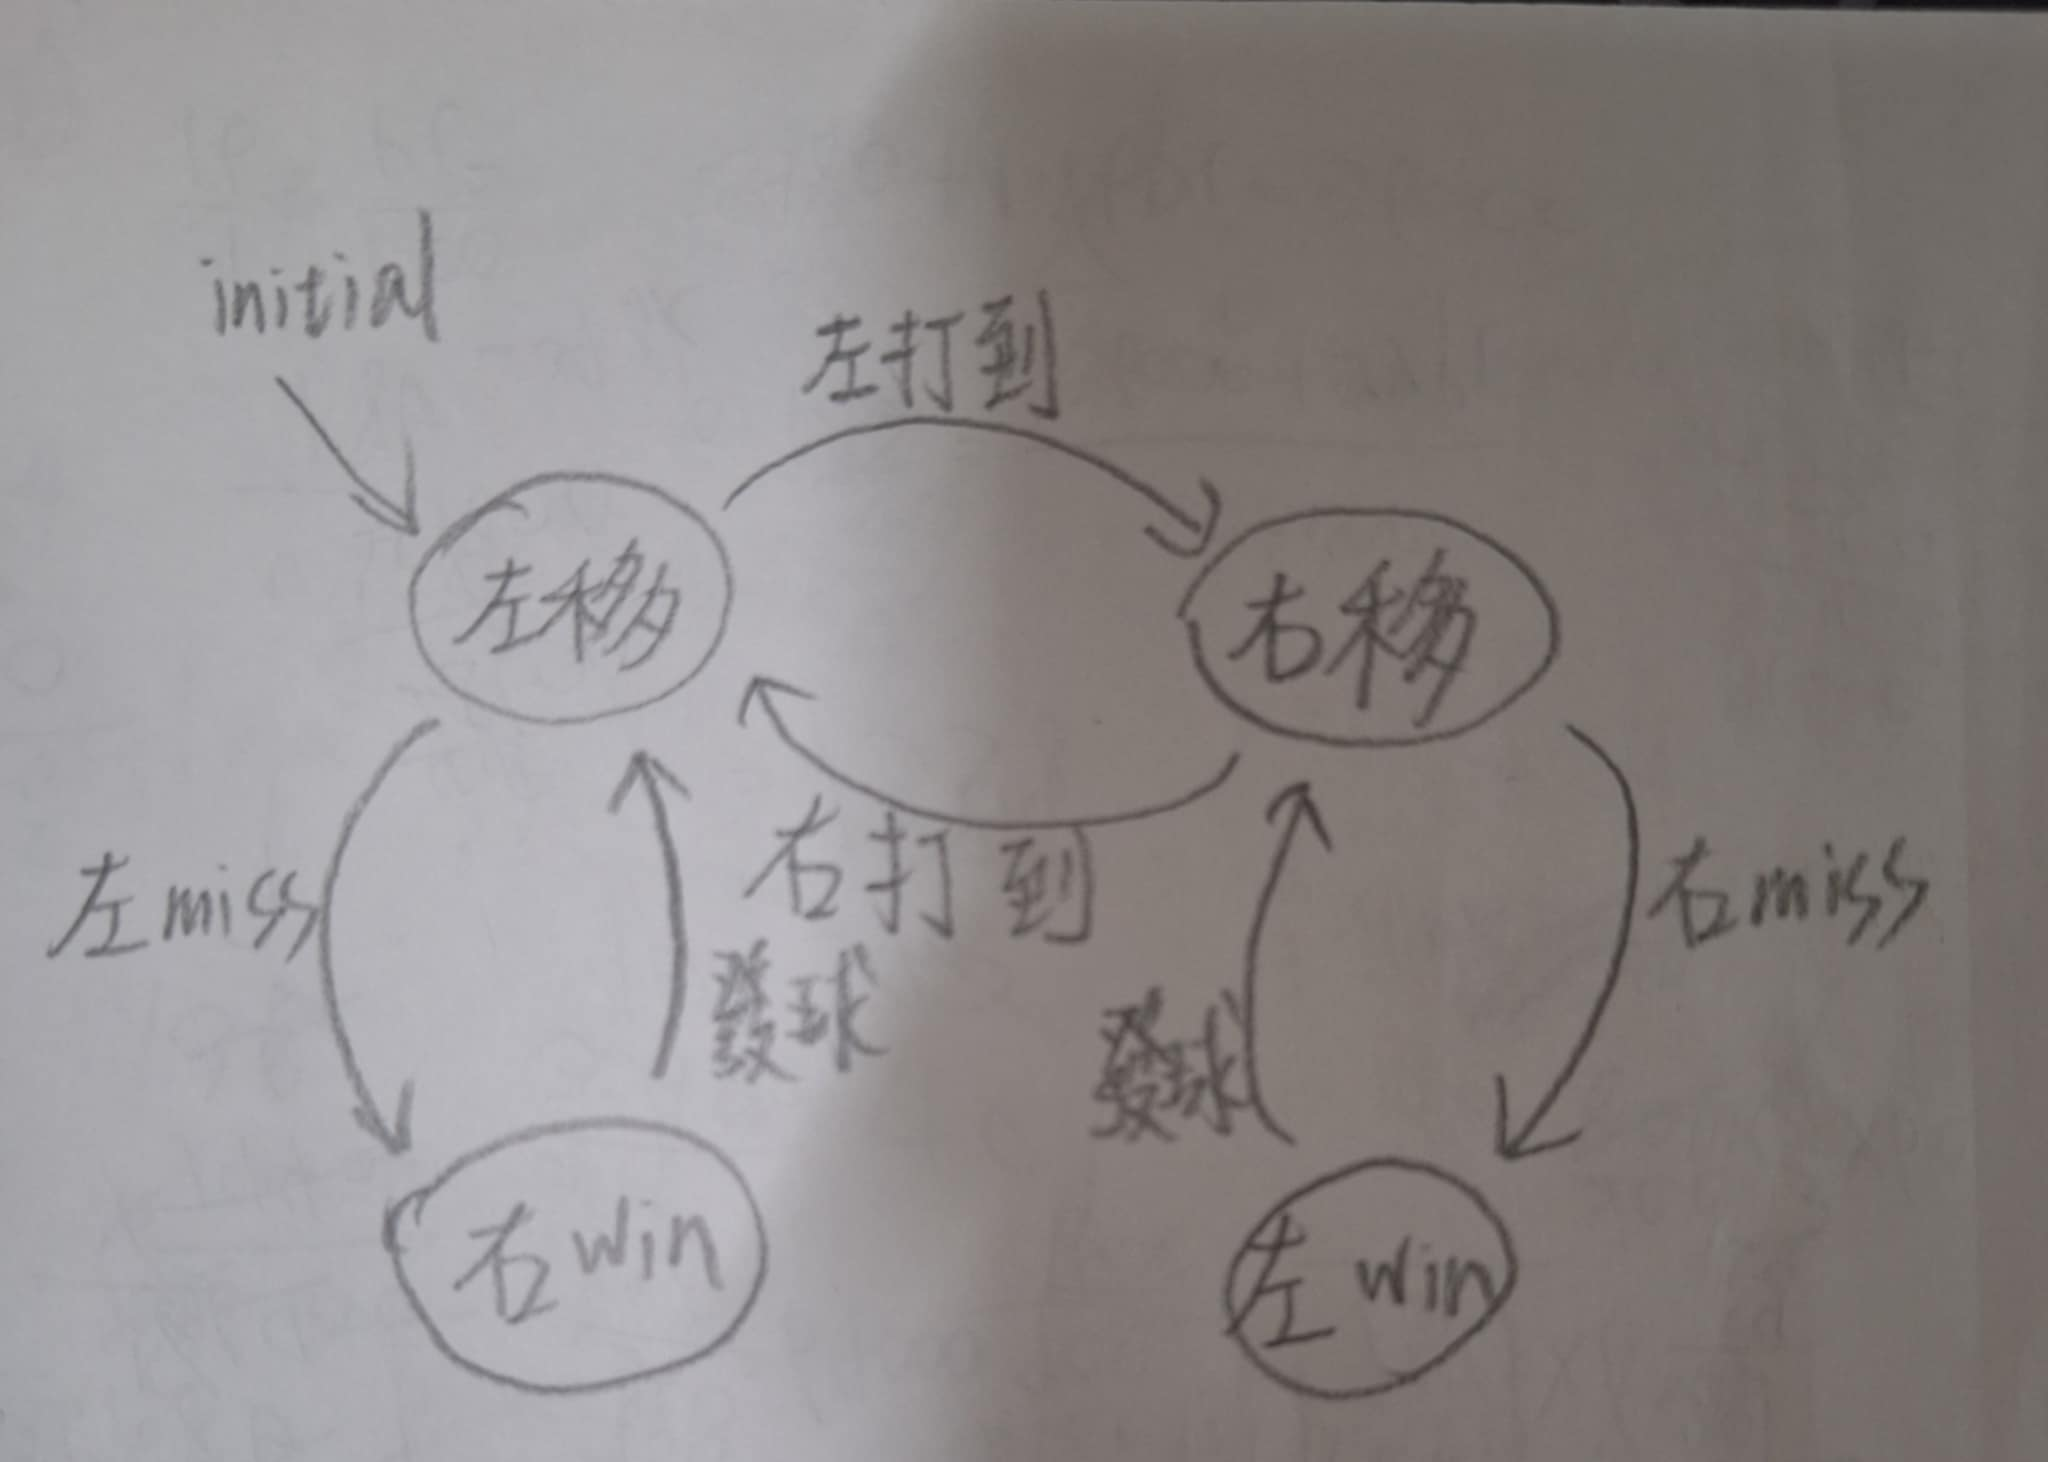 initial
左打到
左移
右移
左miss
右打到
右miss
發球
發球
右win
左win